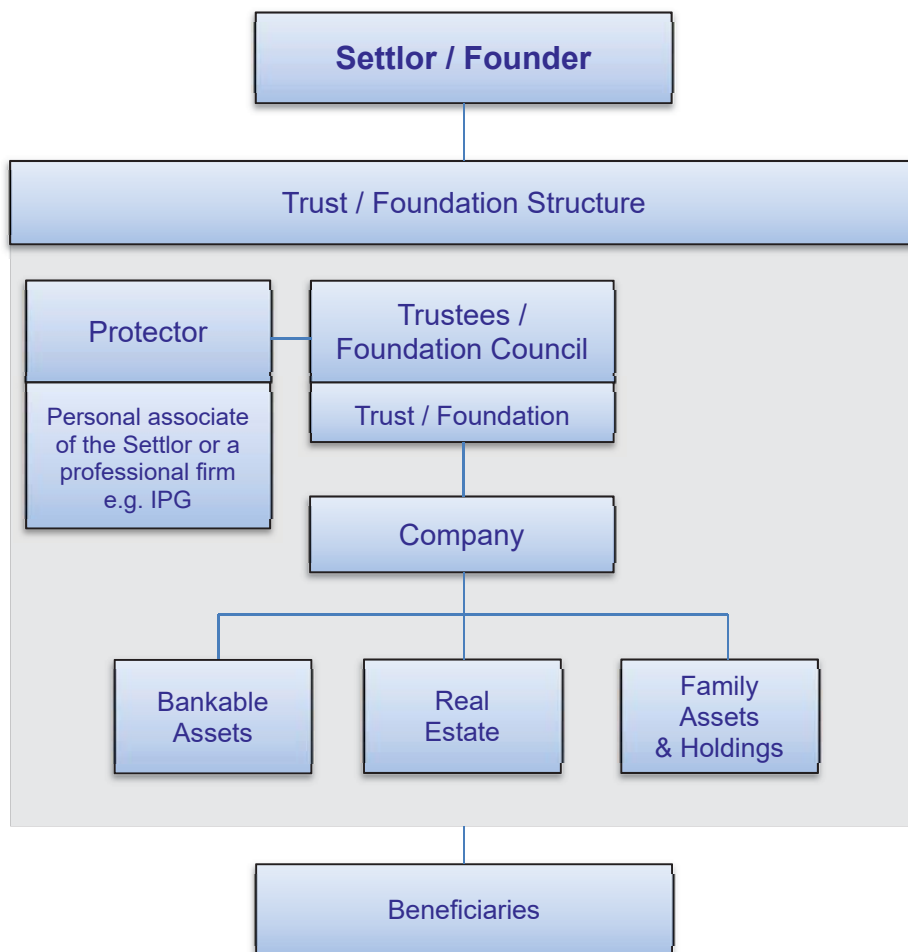 Settlor / Founder
Trust / Foundation Structure
Protector
Personal associate
of the Settlor or a
professional firm
e.g. IPG
Trustees /
Foundation Council
Trust / Foundation
Company
Bankable
Assets
Real
Estate
Family
Assets
& Holdings
Beneficiaries